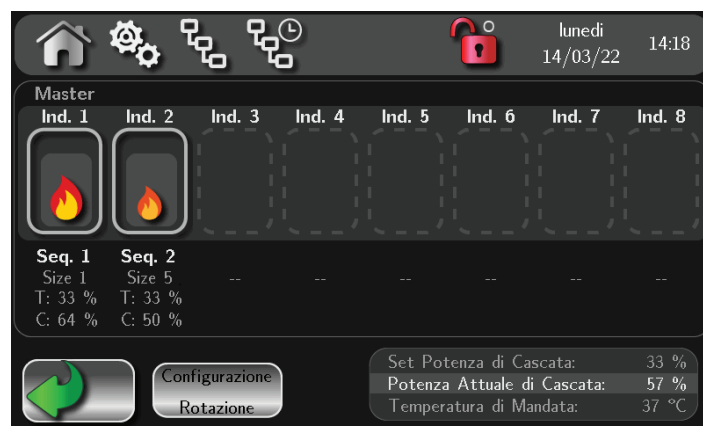 lunedi
14/03/22 14:18
Master
Ind. 1 Ind. 2 Ind. 3 Ind. 4 Ind. 5 Ind. 6 Ind. 7 Ind. 8
Seq. 1 Seq. 2
Size 1 Size 5 -- -- -- -- -- --
T: 33 % T: 33 %
C: 64 % C: 50 %
Configurazione
Rotazione
Set Potenza di Cascata: 33 %
Potenza Attuale di Cascata: 57 %
Temperatura di Mandata: 37 °C